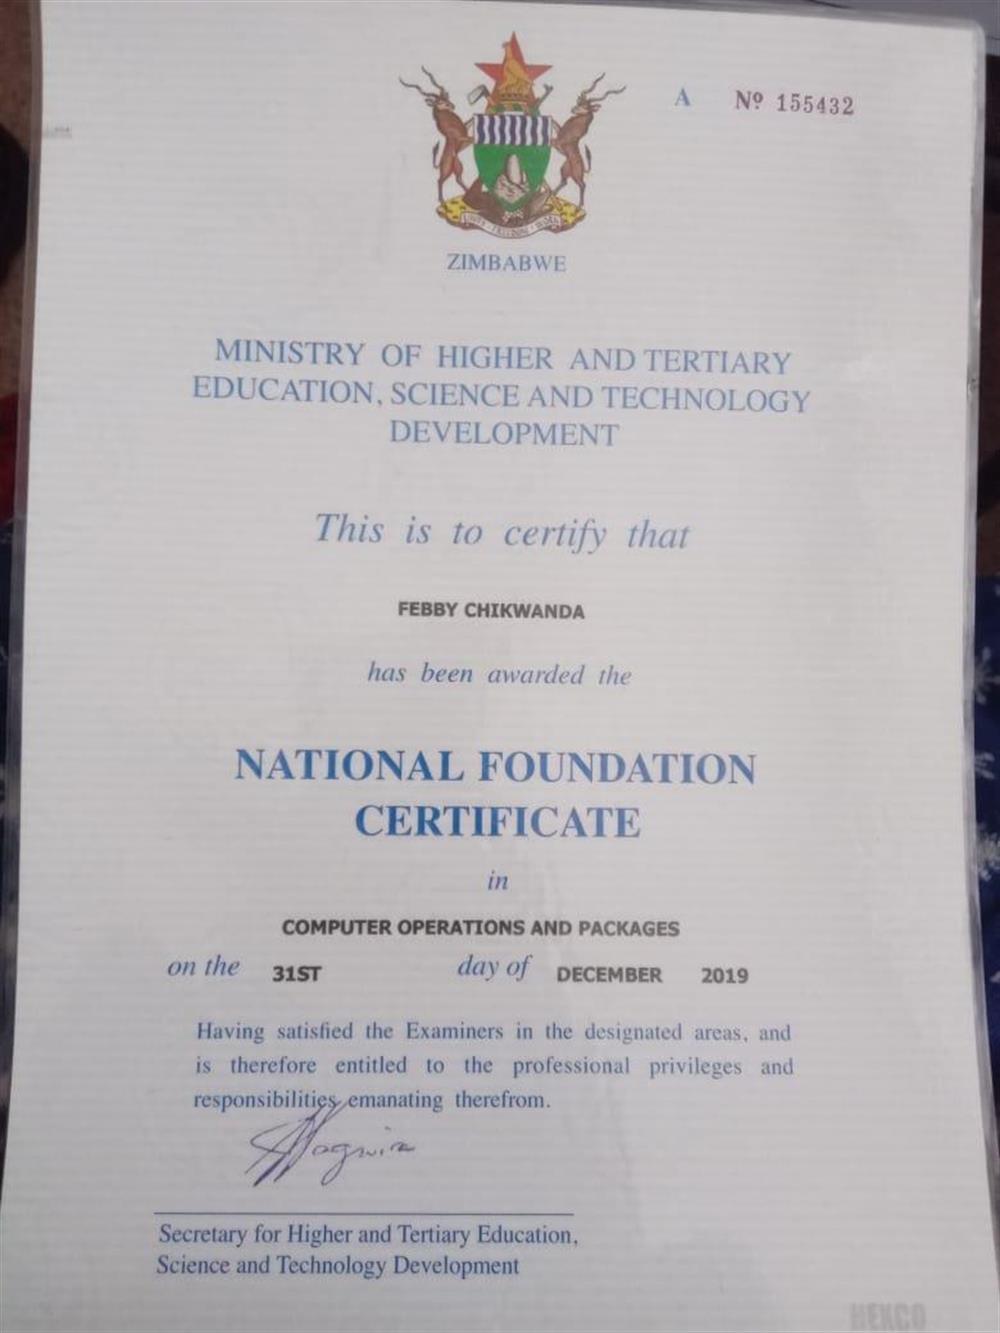 A Nº 155432
UNITY · FREEDOM · WORK
ZIMBABWE
MINISTRY OF HIGHER AND TERTIARY
EDUCATION, SCIENCE AND TECHNOLOGY
DEVELOPMENT
This is to certify that
FEBBY CHIKWANDA
has been awarded the
NATIONAL FOUNDATION
CERTIFICATE
in
COMPUTER OPERATIONS AND PACKAGES
on the 31ST day of DECEMBER 2019
Having satisfied the Examiners in the designated areas, and
is therefore entitled to the professional privileges and
responsibilities emanating therefrom.
Secretary for Higher and Tertiary Education,
Science and Technology Development
HEXCO